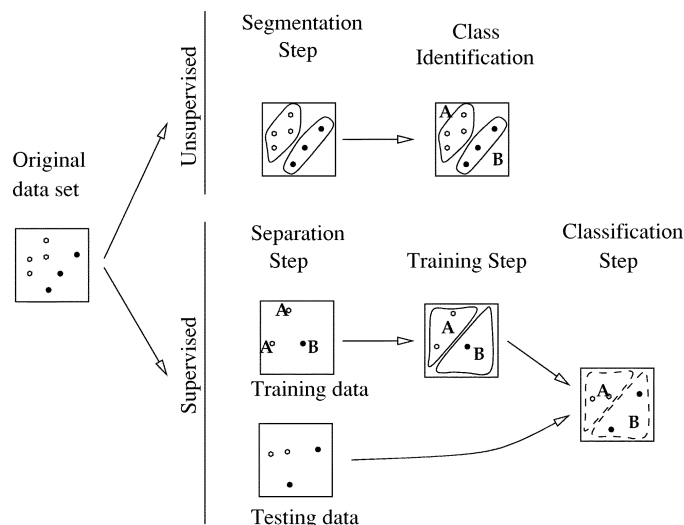 Original
data set
Unsupervised
Segmentation
Step
Class
Identification
A
B
Supervised
Separation
Step
A
A
B
Training data
Training Step
A
B
Testing data
Classification
Step
A
B